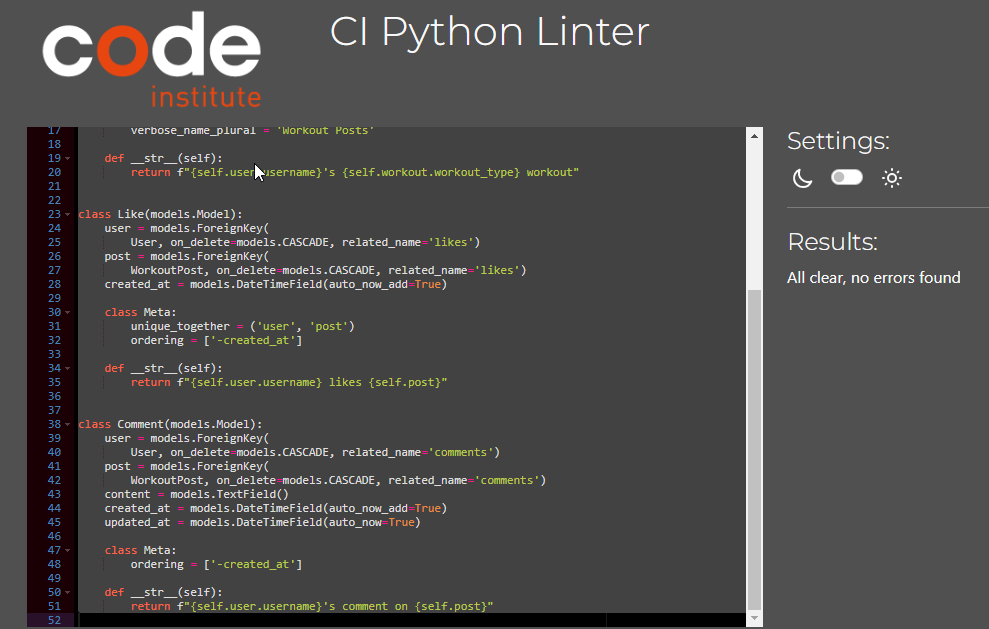 code
institute
CI Python Linter
17 verbose_name_plural = 'Workout Posts'
18
19 def __str__(self):
20 return f"{self.user.username}'s {self.workout.workout_type} workout"
21
22
23 class Like(models.Model):
24 user = models.ForeignKey(
25 User, on_delete=models.CASCADE, related_name='likes')
26 post = models.ForeignKey(
27 WorkoutPost, on_delete=models.CASCADE, related_name='likes')
28 created_at = models.DateTimeField(auto_now_add=True)
29
30 class Meta:
31 unique_together = ('user', 'post')
32 ordering = ['-created_at']
33
34 def __str__(self):
35 return f"{self.user.username} likes {self.post}"
36
37
38 class Comment(models.Model):
39 user = models.ForeignKey(
40 User, on_delete=models.CASCADE, related_name='comments')
41 post = models.ForeignKey(
42 WorkoutPost, on_delete=models.CASCADE, related_name='comments')
43 content = models.TextField()
44 created_at = models.DateTimeField(auto_now_add=True)
45 updated_at = models.DateTimeField(auto_now=True)
46
47 class Meta:
48 ordering = ['-created_at']
49
50 def __str__(self):
51 return f"{self.user.username}'s comment on {self.post}"
52
Settings:
Results:
All clear, no errors found